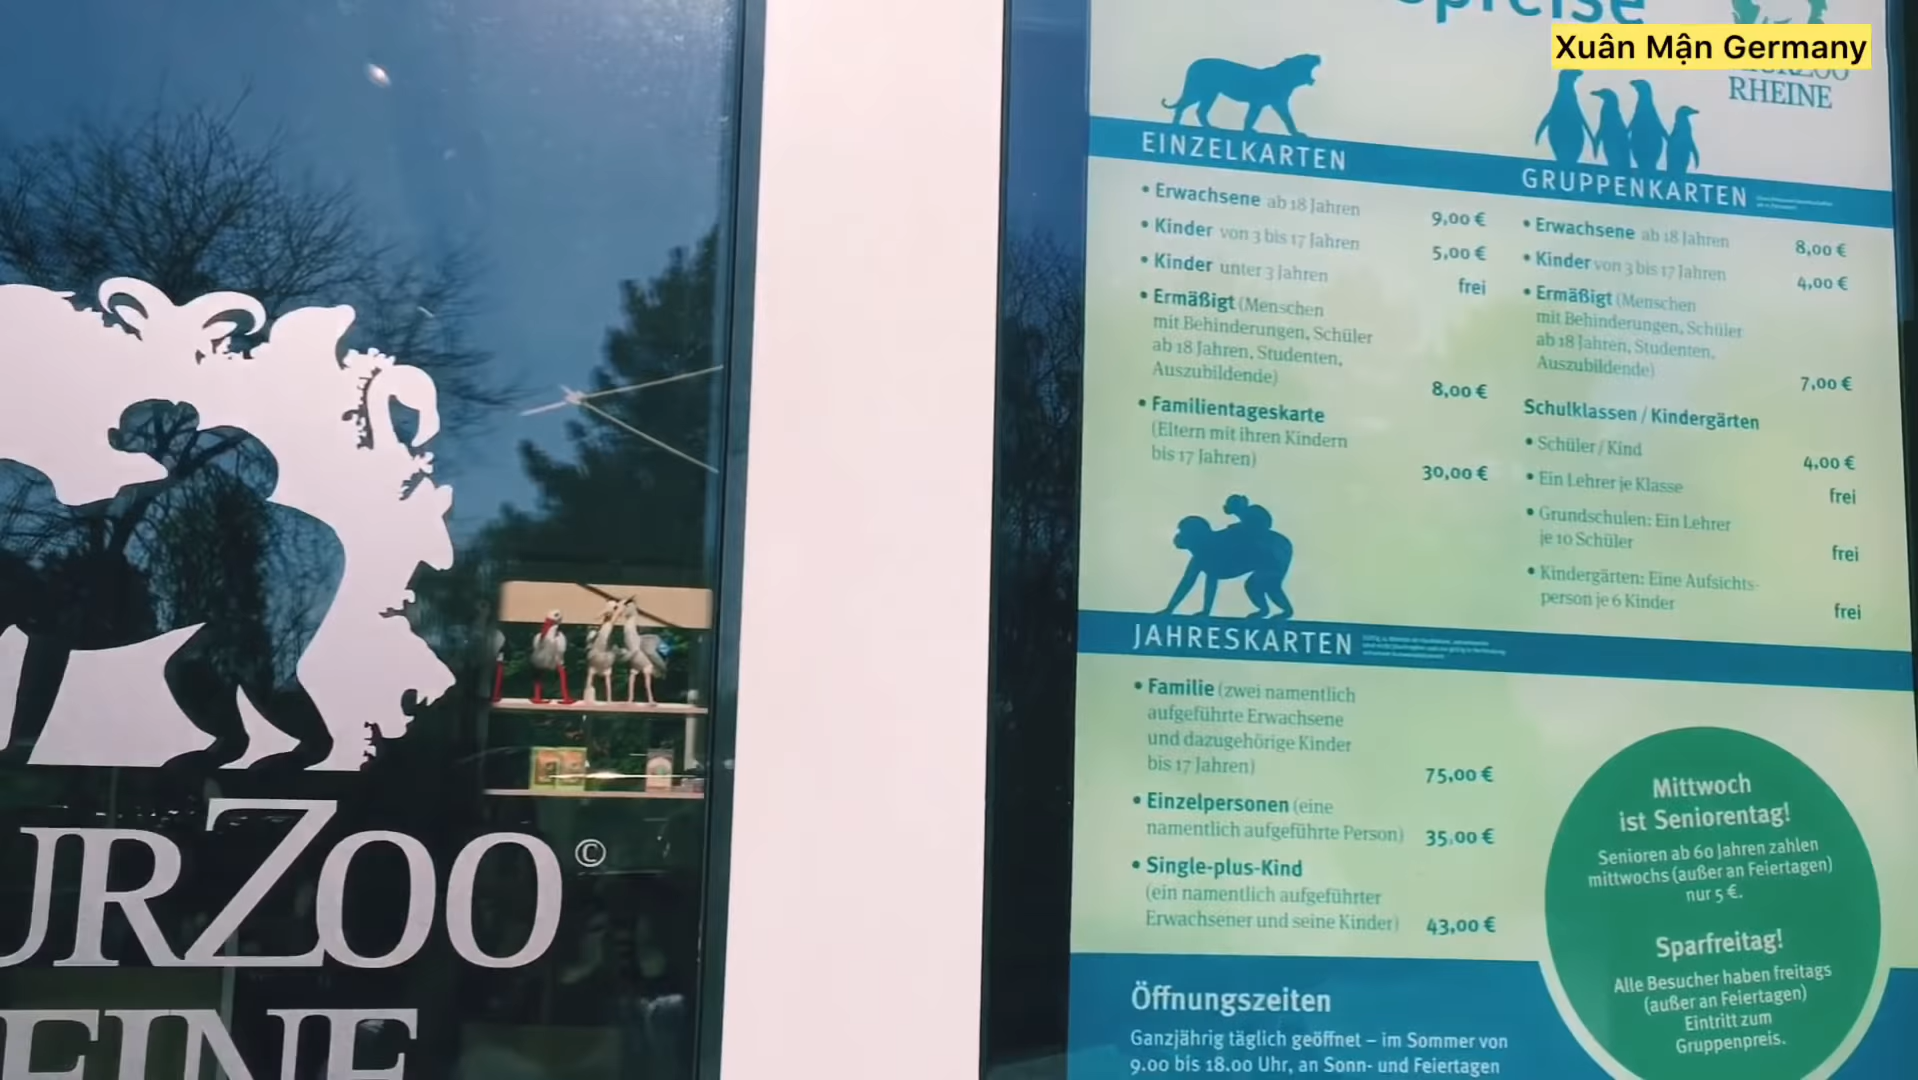 Xuân Mận Germany
RHEINE
EINZELKARTEN
• Erwachsene ab 18 Jahren 9,00 €
• Kinder von 3 bis 17 Jahren 5,00 €
• Kinder unter 3 Jahren frei
• Ermäßigt (Menschen
mit Behinderungen, Schüler
ab 18 Jahren, Studenten,
Auszubildende) 8,00 €
• Familientageskarte
(Eltern mit ihren Kindern
bis 17 Jahren) 30,00 €
GRUPPENKARTEN
• Erwachsene ab 18 Jahren 8,00 €
• Kinder von 3 bis 17 Jahren 4,00 €
• Ermäßigt (Menschen
mit Behinderungen, Schüler
ab 18 Jahren, Studenten,
Auszubildende) 7,00 €
Schulklassen / Kindergärten
• Schüler / Kind 4,00 €
• Ein Lehrer je Klasse frei
• Grundschulen: Ein Lehrer
je 10 Schüler frei
• Kindergärten: Eine Aufsichts-
person je 6 Kinder frei
JAHRESKARTEN
• Familie (zwei namentlich
aufgeführte Erwachsene
und dazugehörige Kinder
bis 17 Jahren) 75,00 €
• Einzelpersonen (eine
namentlich aufgeführte Person) 35,00 €
• Single-plus-Kind
(ein namentlich aufgeführter
Erwachsener und seine Kinder) 43,00 €
Mittwoch
ist Seniorentag!
Senioren ab 60 Jahren zahlen
mittwochs (außer an Feiertagen)
nur 5 €.
Sparfreitag!
Alle Besucher haben freitags
(außer an Feiertagen)
Eintritt zum
Gruppenpreis.
Öffnungszeiten
Ganzjährig täglich geöffnet – im Sommer von
9.00 bis 18.00 Uhr, an Sonn- und Feiertagen
URZOO©
EINE